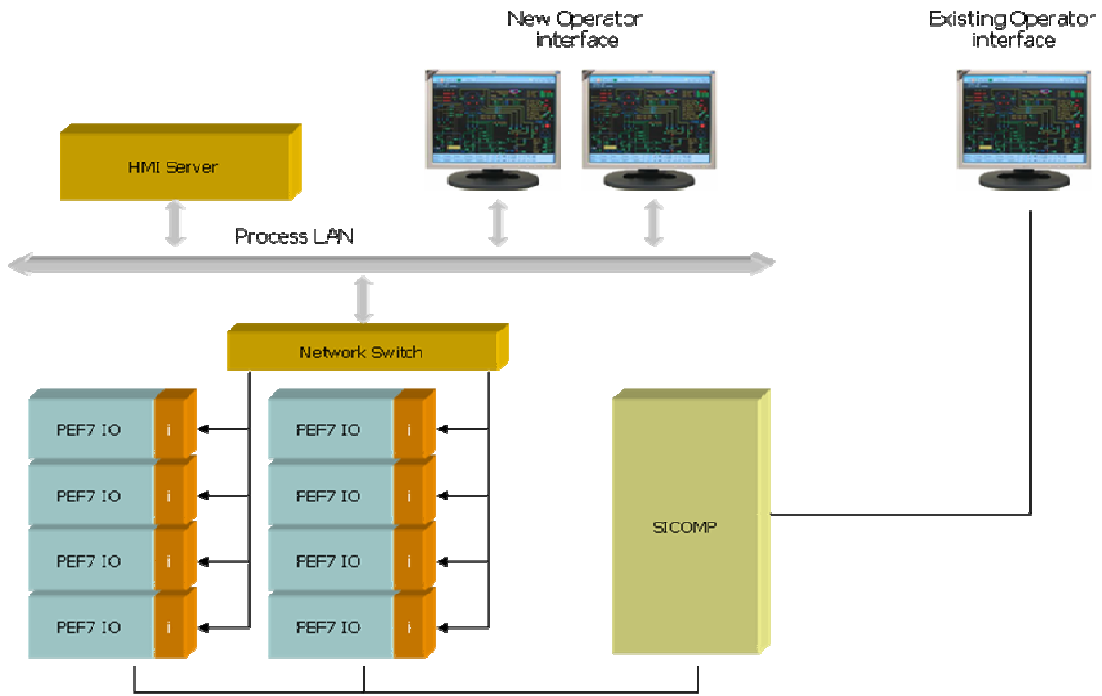 New Operator
interface
Existing Operator
interface
HMI Server
Process LAN
Network Switch
PEF7 IO
i
PEF7 IO
i
PEF7 IO
i
PEF7 IO
i
PEF7 IO
i
PEF7 IO
i
PEF7 IO
i
PEF7 IO
i
SICOMP